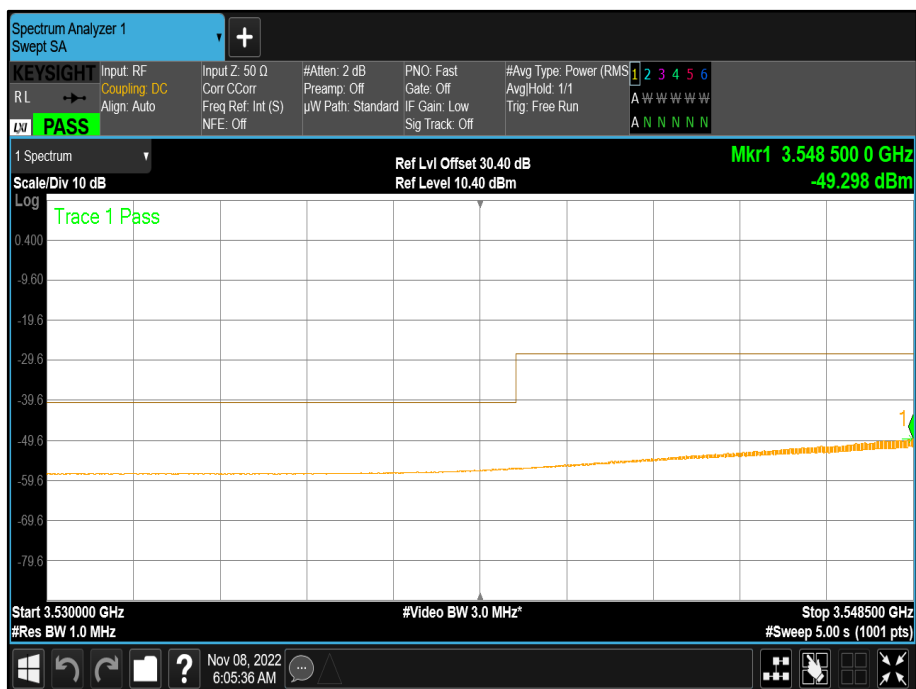 Spectrum Analyzer 1
Swept SA
+
KEYSIGHT
R L
LXI PASS
Input: RF
Coupling: DC
Align: Auto
Input Z: 50 Ω
Corr CCorr
Freq Ref: Int (S)
NFE: Off
#Atten: 2 dB
Preamp: Off
µW Path: Standard
PNO: Fast
Gate: Off
IF Gain: Low
Sig Track: Off
#Avg Type: Power (RMS
Avg|Hold: 1/1
Trig: Free Run
1 2 3 4 5 6
A W W W W W
A N N N N N
1 Spectrum
Scale/Div 10 dB
Ref Lvl Offset 30.40 dB
Ref Level 10.40 dBm
Mkr1 3.548 500 0 GHz
-49.298 dBm
Log
Trace 1 Pass
0.400
-9.60
-19.6
-29.6
-39.6
1
-49.6
-59.6
-69.6
-79.6
Start 3.530000 GHz
#Res BW 1.0 MHz
#Video BW 3.0 MHz*
Stop 3.548500 GHz
#Sweep 5.00 s (1001 pts)
?
Nov 08, 2022
6:05:36 AM